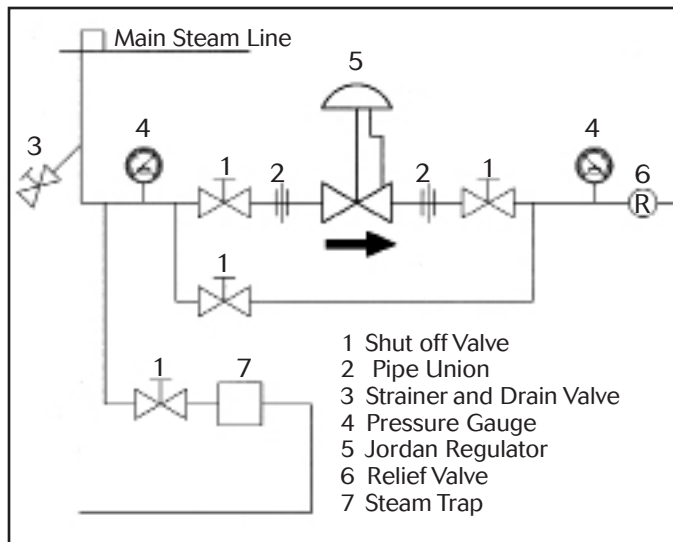 Main Steam Line
5
4
4
3
1
2
2
1
6
R
1
1
7
1 Shut off Valve
2 Pipe Union
3 Strainer and Drain Valve
4 Pressure Gauge
5 Jordan Regulator
6 Relief Valve
7 Steam Trap